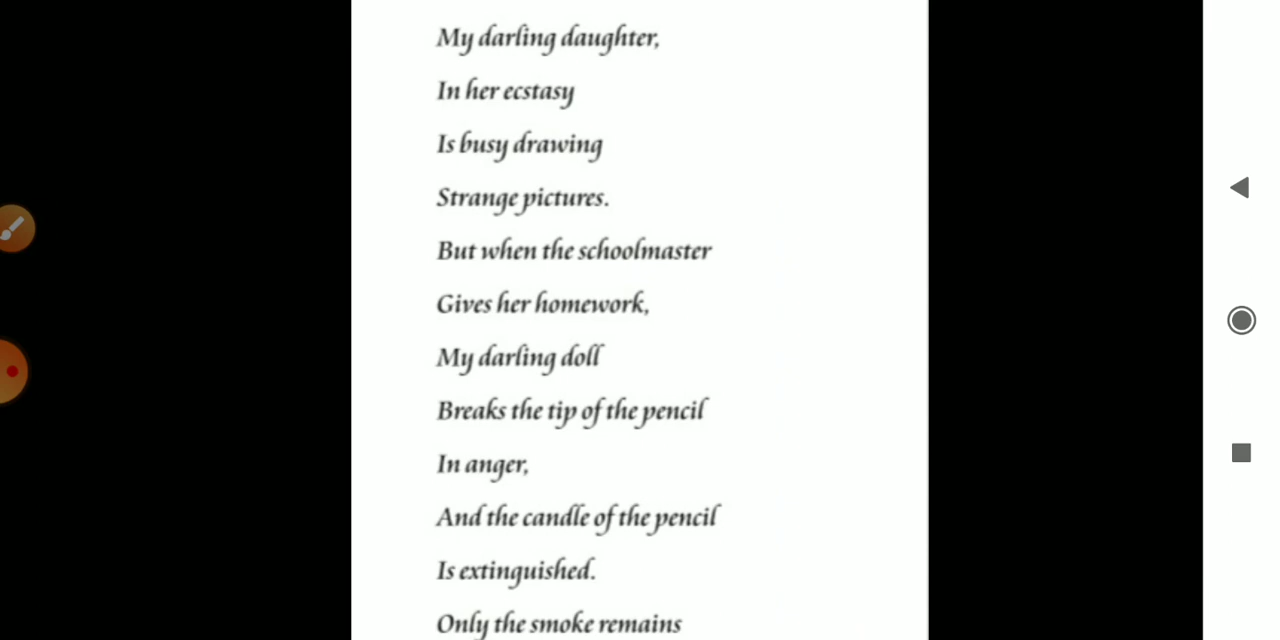 My darling daughter,
In her ecstasy
Is busy drawing
Strange pictures.
But when the schoolmaster
Gives her homework,
My darling doll
Breaks the tip of the pencil
In anger,
And the candle of the pencil
Is extinguished.
Only the smoke remains